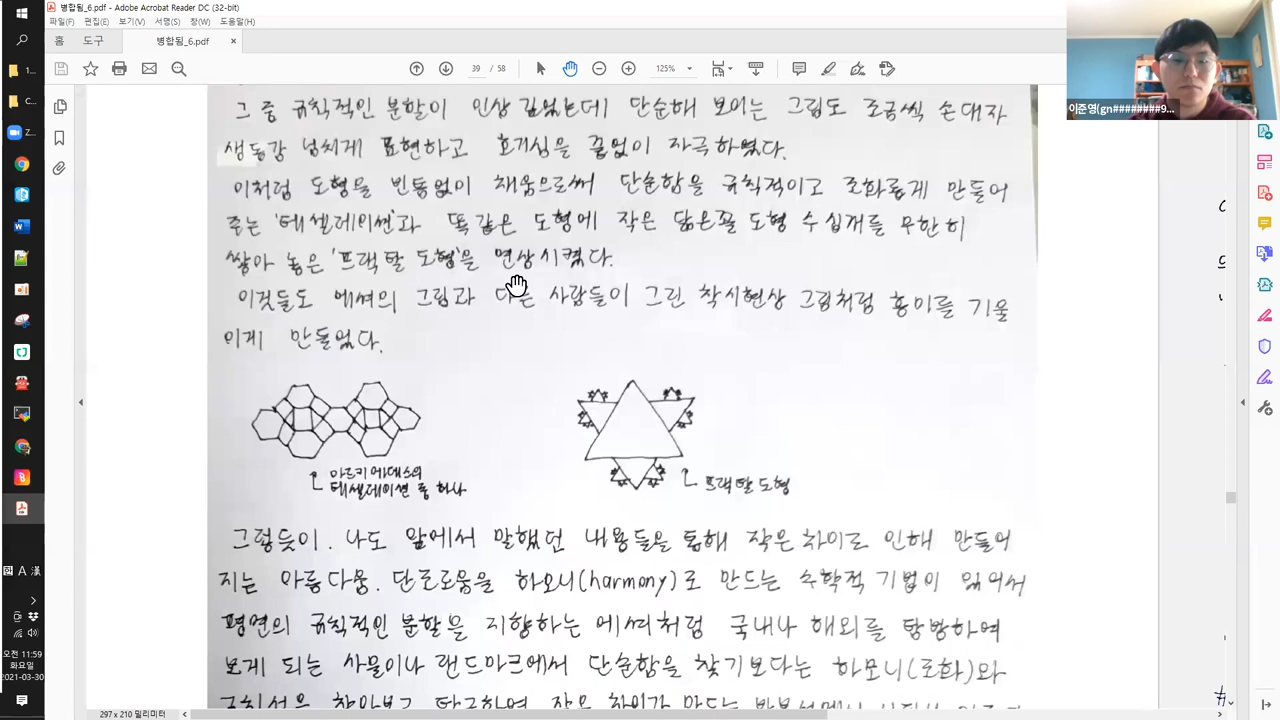 병합됨_6.pdf - Adobe Acrobat Reader DC (32-bit)
파일(F) 편집(E) 보기(V) 서명(S) 창(W) 도움말(H)
홈 도구 병합됨_6.pdf ×
39 / 58 125%
이준영(gn########9...
그 중 규칙적인 분할이 인상 깊었는데 단순해 보이는 그림도 조금씩 손대자
생동감 넘치게 표현하고 호기심을 끊없이 자극하였다.
이처럼 도형을 빈틈없이 채움으로써 단순함을 규칙적이고 조화롭게 만들어
주는 '테셀레이션'과 똑같은 도형에 작은 닮은꼴 도형 수십개를 무한히
쌓아 놓은 '프랙탈 도형'을 연상시켰다.
이것들도 에셔의 그림과 다른 사람들이 그린 착시현상 그림처럼 흥미를 기울
이게 만들었다.
아르키메데스의
테셀레이션 중 하나
프랙탈 도형
그렇듯이, 나도 앞에서 말했던 내용들을 통해 작은 차이로 인해 만들어
지는 아름다움, 단조로움을 하모니(harmony)로 만드는 수학적 기법이 있어서
평면의 규칙적인 분할을 지향하는 에셔처럼 국내나 해외를 탐방하여
보게 되는 사물이나 랜드마크에서 단순함을 찾기보다는 하모니(조화)와
1...
C...
Z...
한 A 漢
오전 11:59
화요일
2021-03-30
297 x 210 밀리미터